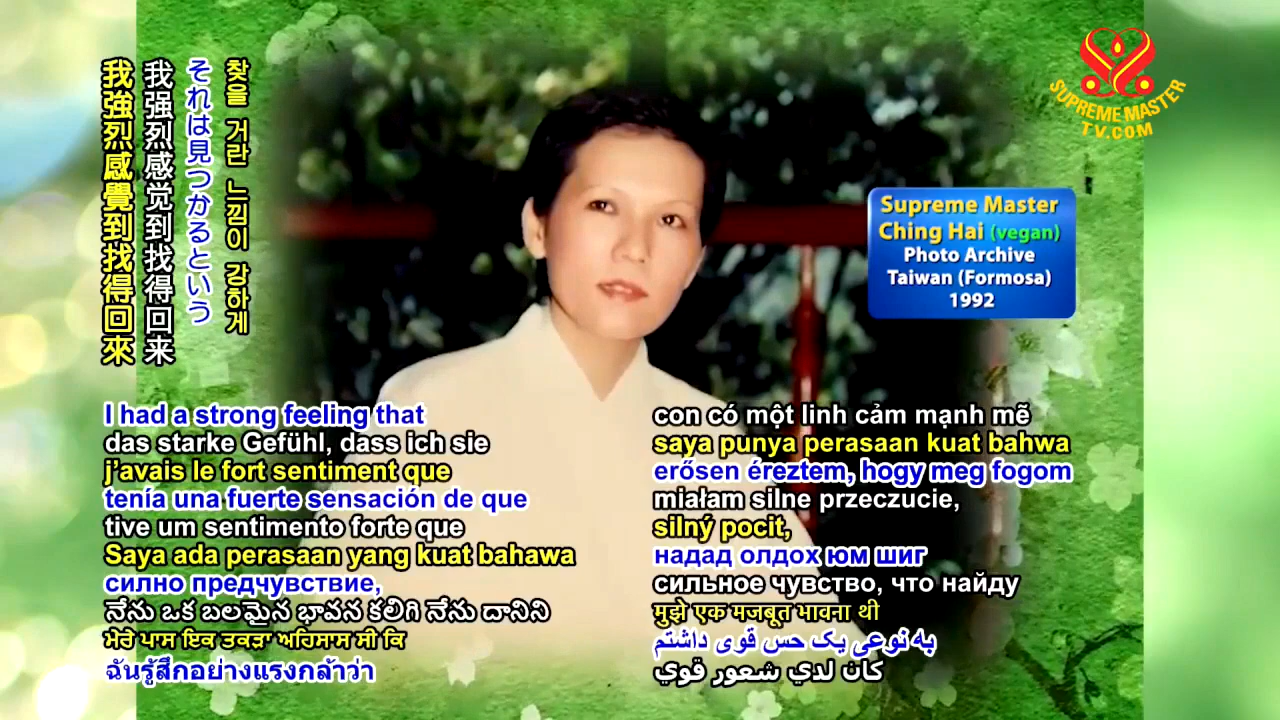 我強烈感覺到找得回來
我强烈感觉到找得回来
それは見つかるという
찾을 거란 느낌이 강하게
SUPREME MASTER
TV.COM
Supreme Master
Ching Hai (vegan)
Photo Archive
Taiwan (Formosa)
1992
I had a strong feeling that
das starke Gefühl, dass ich sie
j’avais le fort sentiment que
tenía una fuerte sensación de que
tive um sentimento forte que
Saya ada perasaan yang kuat bahawa
силно предчувствие,
నేను ఒక బలమైన భావన కలిగి నేను దానిని
ਮੇਰੇ ਪਾਸ ਇਕ ਤਕੜਾ ਅਹਿਸਾਸ ਸੀ ਕਿ
ฉันรู้สึกอย่างแรงกล้าว่า
con có một linh cảm mạnh mẽ
saya punya perasaan kuat bahwa
erősen éreztem, hogy meg fogom
miałam silne przeczucie,
silný pocit,
надад олдох юм шиг
сильное чувство, что найду
मुझे एक मजबूत भावना थी
به نوعی یک حس قوی داشتم
كان لدي شعور قوي